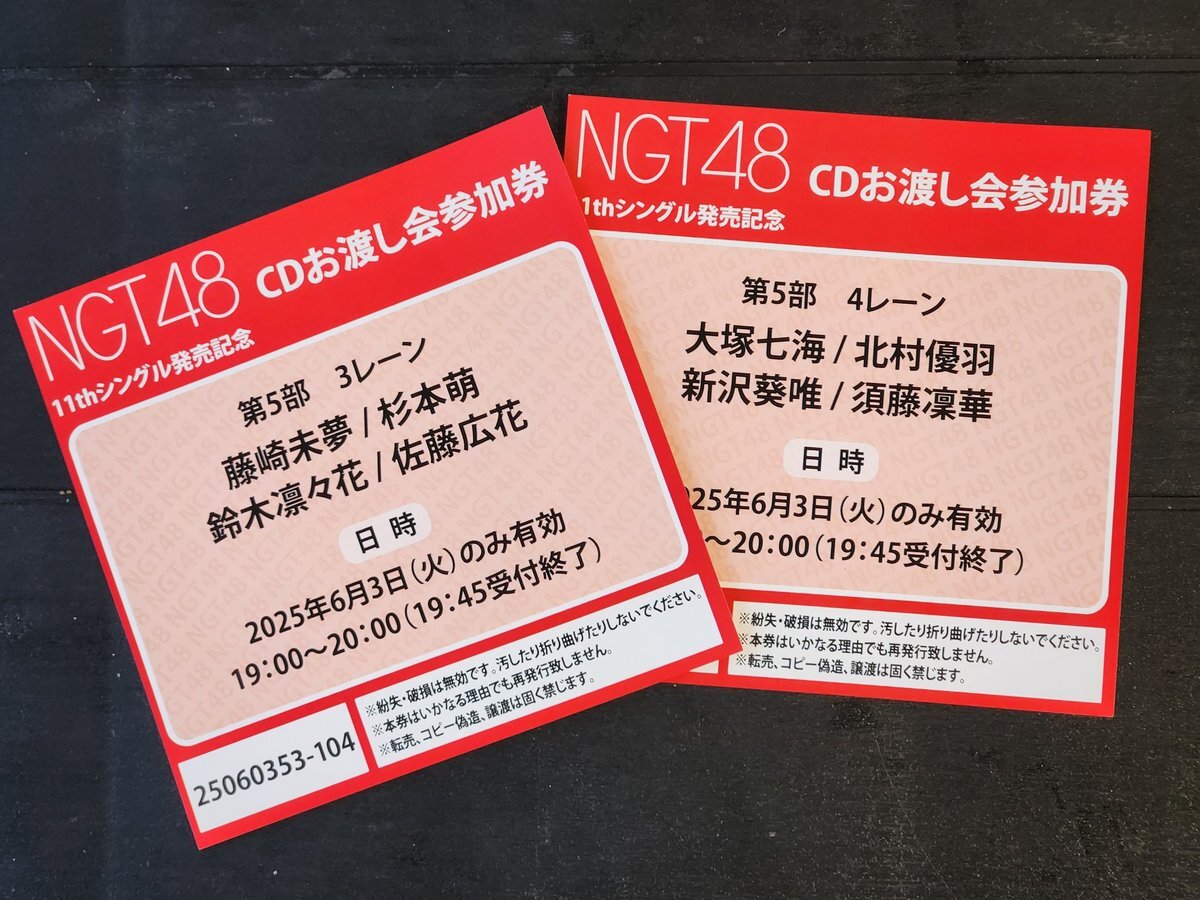 NGT48 CDお渡し会参加券
11thシングル発売記念
第5部 3レーン
藤崎未夢 / 杉本萌
鈴木凛々花 / 佐藤広花
日時
2025年6月3日(火)のみ有効
19:00〜20:00(19:45受付終了)
25060353-104
※紛失・破損は無効です。汚したり折り曲げたりしないでください。
※本券はいかなる理由でも再発行致しません。
※転売、コピー偽造、譲渡は固く禁じます。
NGT48 CDお渡し会参加券
1thシングル発売記念
第5部 4レーン
大塚七海 / 北村優羽
新沢葵唯 / 須藤凜華
日時
25年6月3日(火)のみ有効
〜20:00(19:45受付終了)
※紛失・破損は無効です。汚したり折り曲げたりしないでください。
※本券はいかなる理由でも再発行致しません。
※転売、コピー偽造、譲渡は固く禁じます。